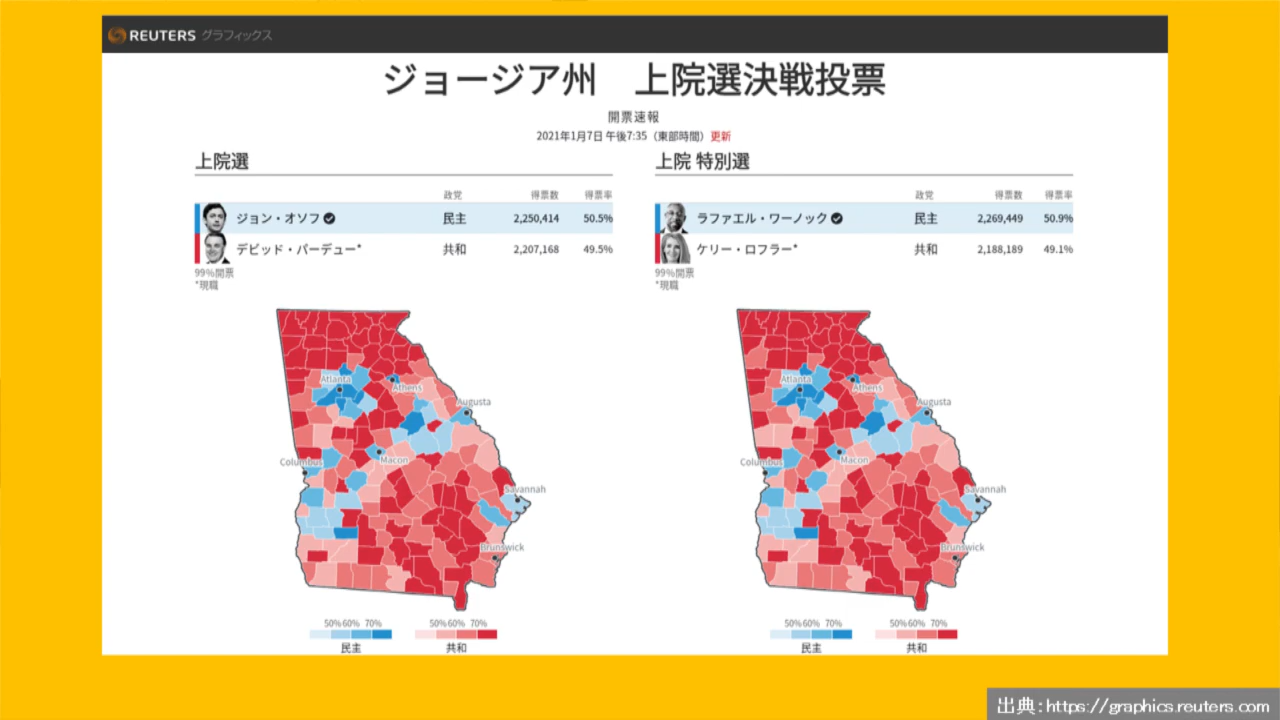 REUTERS グラフィックス
ジョージア州 上院選決戦投票
開票速報
2021年1月7日 午後7:35（東部時間）更新
上院選
政党 得票数 得票率
ジョン・オソフ 民主 2,250,414 50.5%
デビッド・パーデュー* 共和 2,207,168 49.5%
99%開票
*現職
Atlanta
Athens
Augusta
Columbus
Macon
Savannah
Brunswick
50% 60% 70%
民主
50% 60% 70%
共和
上院 特別選
政党 得票数 得票率
ラファエル・ワーノック 民主 2,269,449 50.9%
ケリー・ロフラー* 共和 2,188,189 49.1%
99%開票
*現職
Atlanta
Athens
Augusta
Columbus
Macon
Savannah
Brunswick
50% 60% 70%
民主
50% 60% 70%
共和
出典：https://graphics.reuters.com